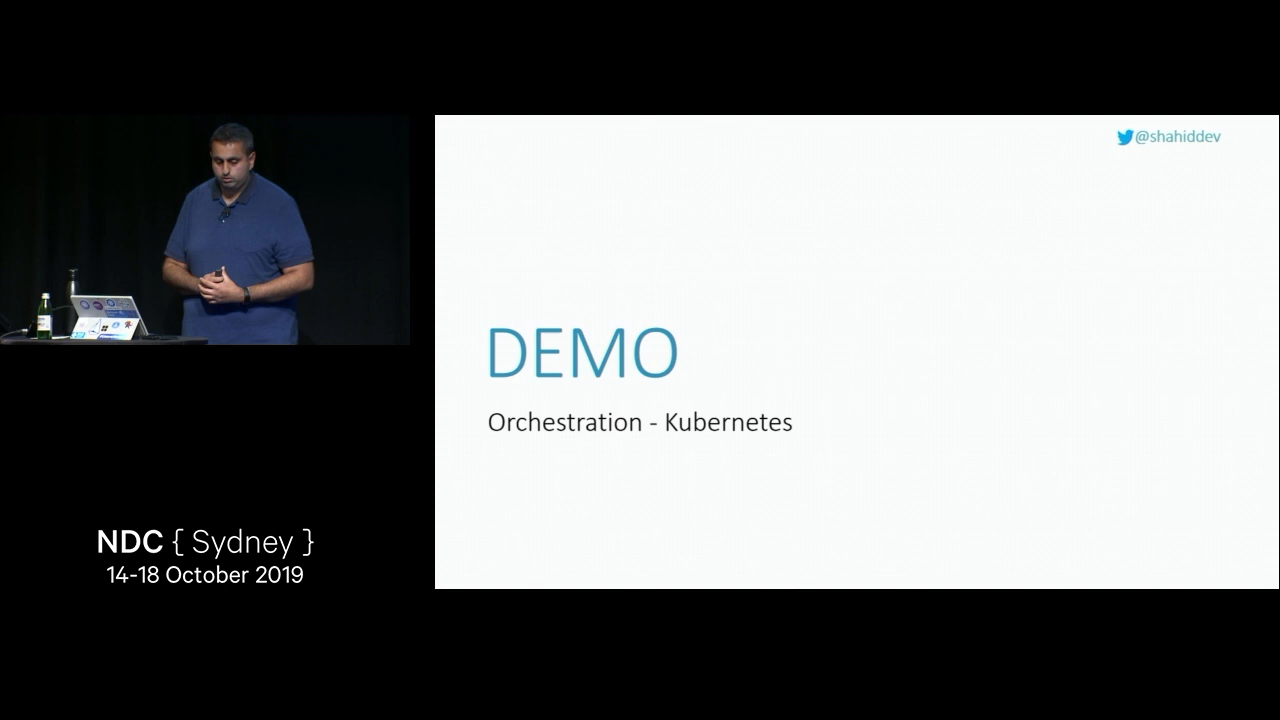 @shahiddev
DEMO
Orchestration - Kubernetes
NDC { Sydney }
14-18 October 2019